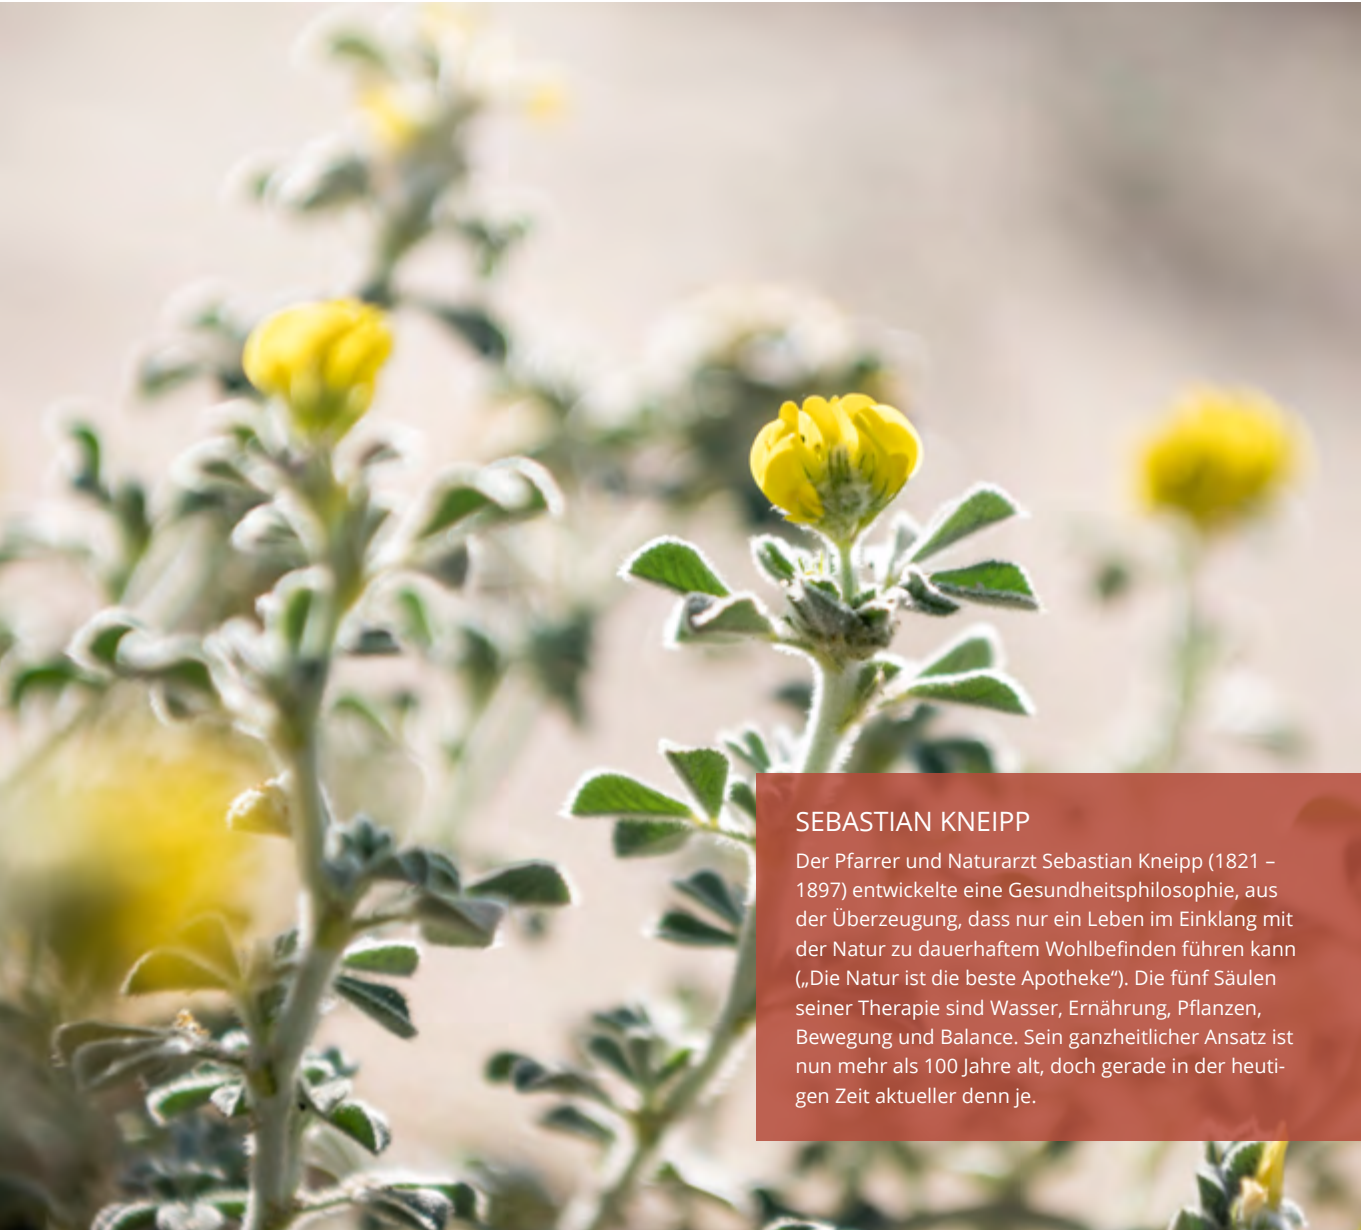 SEBASTIAN KNEIPP
Der Pfarrer und Naturarzt Sebastian Kneipp (1821 –
1897) entwickelte eine Gesundheitsphilosophie, aus
der Überzeugung, dass nur ein Leben im Einklang mit
der Natur zu dauerhaftem Wohlbefinden führen kann
(„Die Natur ist die beste Apotheke“). Die fünf Säulen
seiner Therapie sind Wasser, Ernährung, Pflanzen,
Bewegung und Balance. Sein ganzheitlicher Ansatz ist
nun mehr als 100 Jahre alt, doch gerade in der heuti-
gen Zeit aktueller denn je.